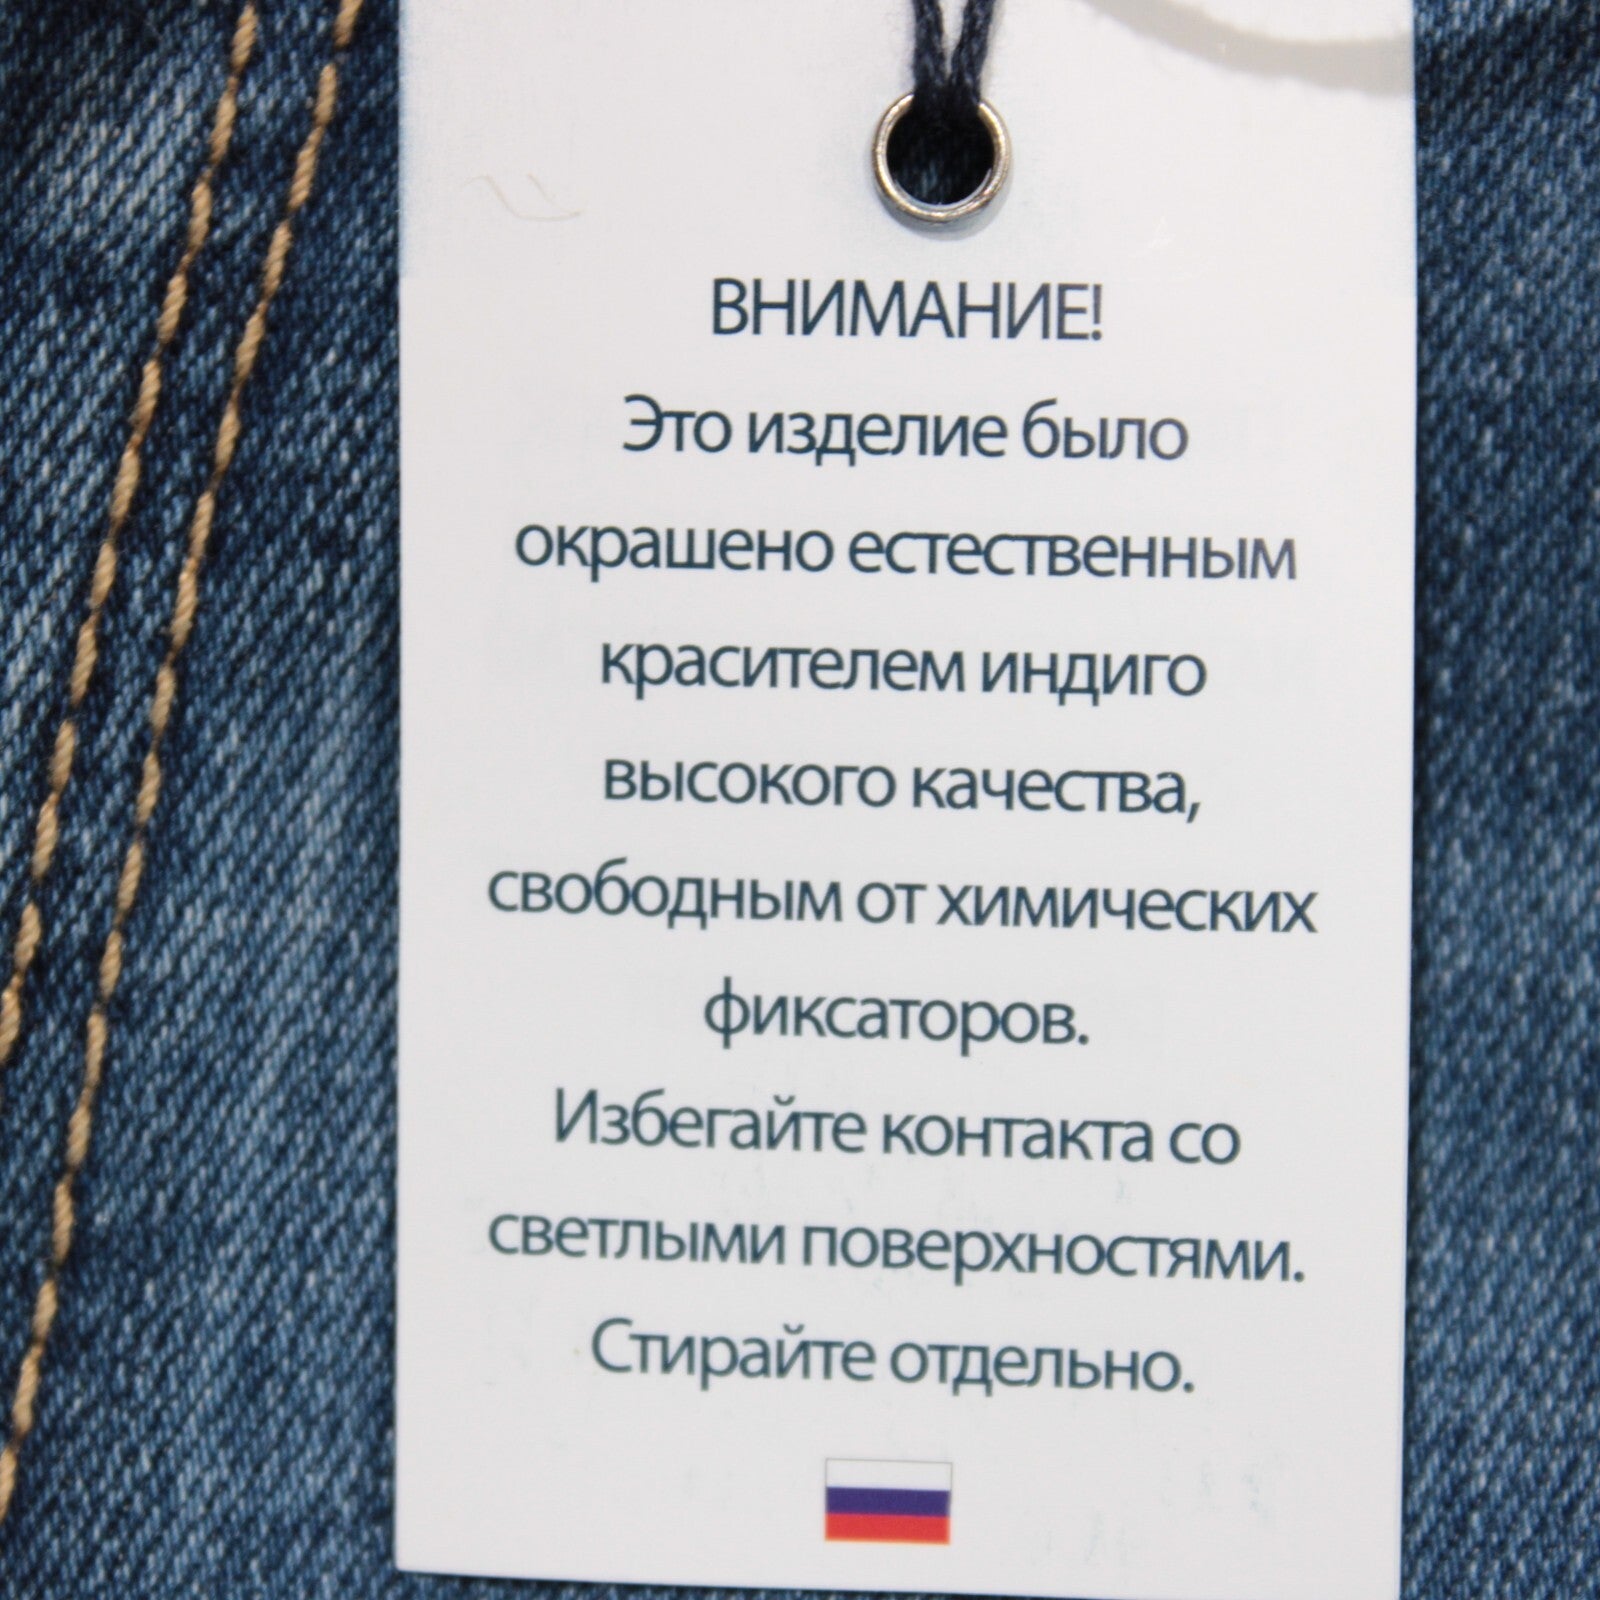 ВНИМАНИЕ!
Это изделие было
окрашено естественным
красителем индиго
высокого качества,
свободным от химических
фиксаторов.
Избегайте контакта со
светлыми поверхностями.
Стирайте отдельно.